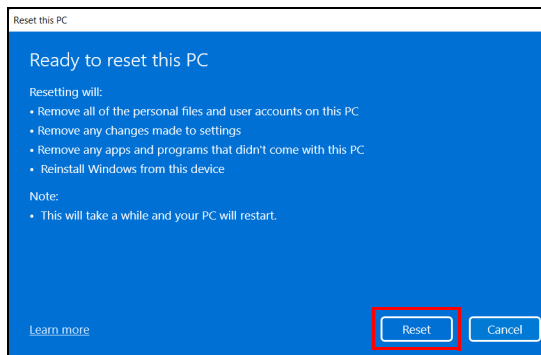 Reset this PC
Ready to reset this PC
Resetting will:
• Remove all of the personal files and user accounts on this PC
• Remove any changes made to settings
• Remove any apps and programs that didn't come with this PC
• Reinstall Windows from this device
Note:
• This will take a while and your PC will restart.
Learn more Reset Cancel